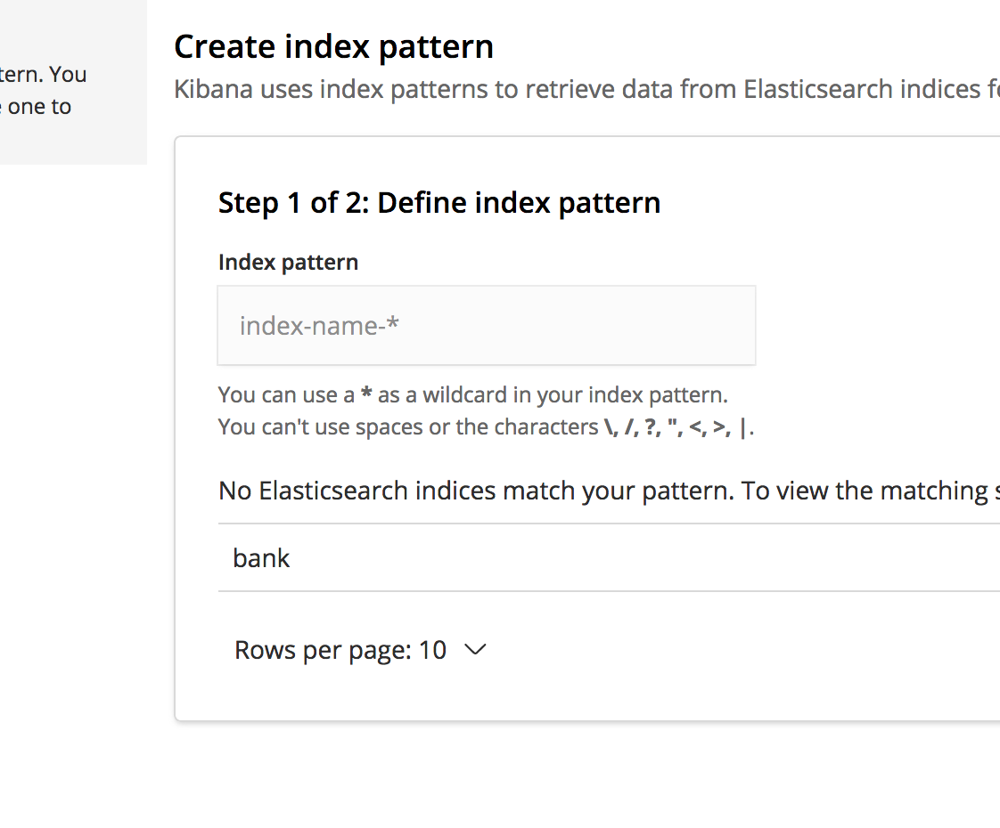 tern. You
one to
Create index pattern
Kibana uses index patterns to retrieve data from Elasticsearch indices
Step 1 of 2: Define index pattern
Index pattern
index-name-*
You can use a * as a wildcard in your index pattern.
You can't use spaces or the characters \, /, ?, ", <, >, |.
No Elasticsearch indices match your pattern. To view the matching
bank
Rows per page: 10